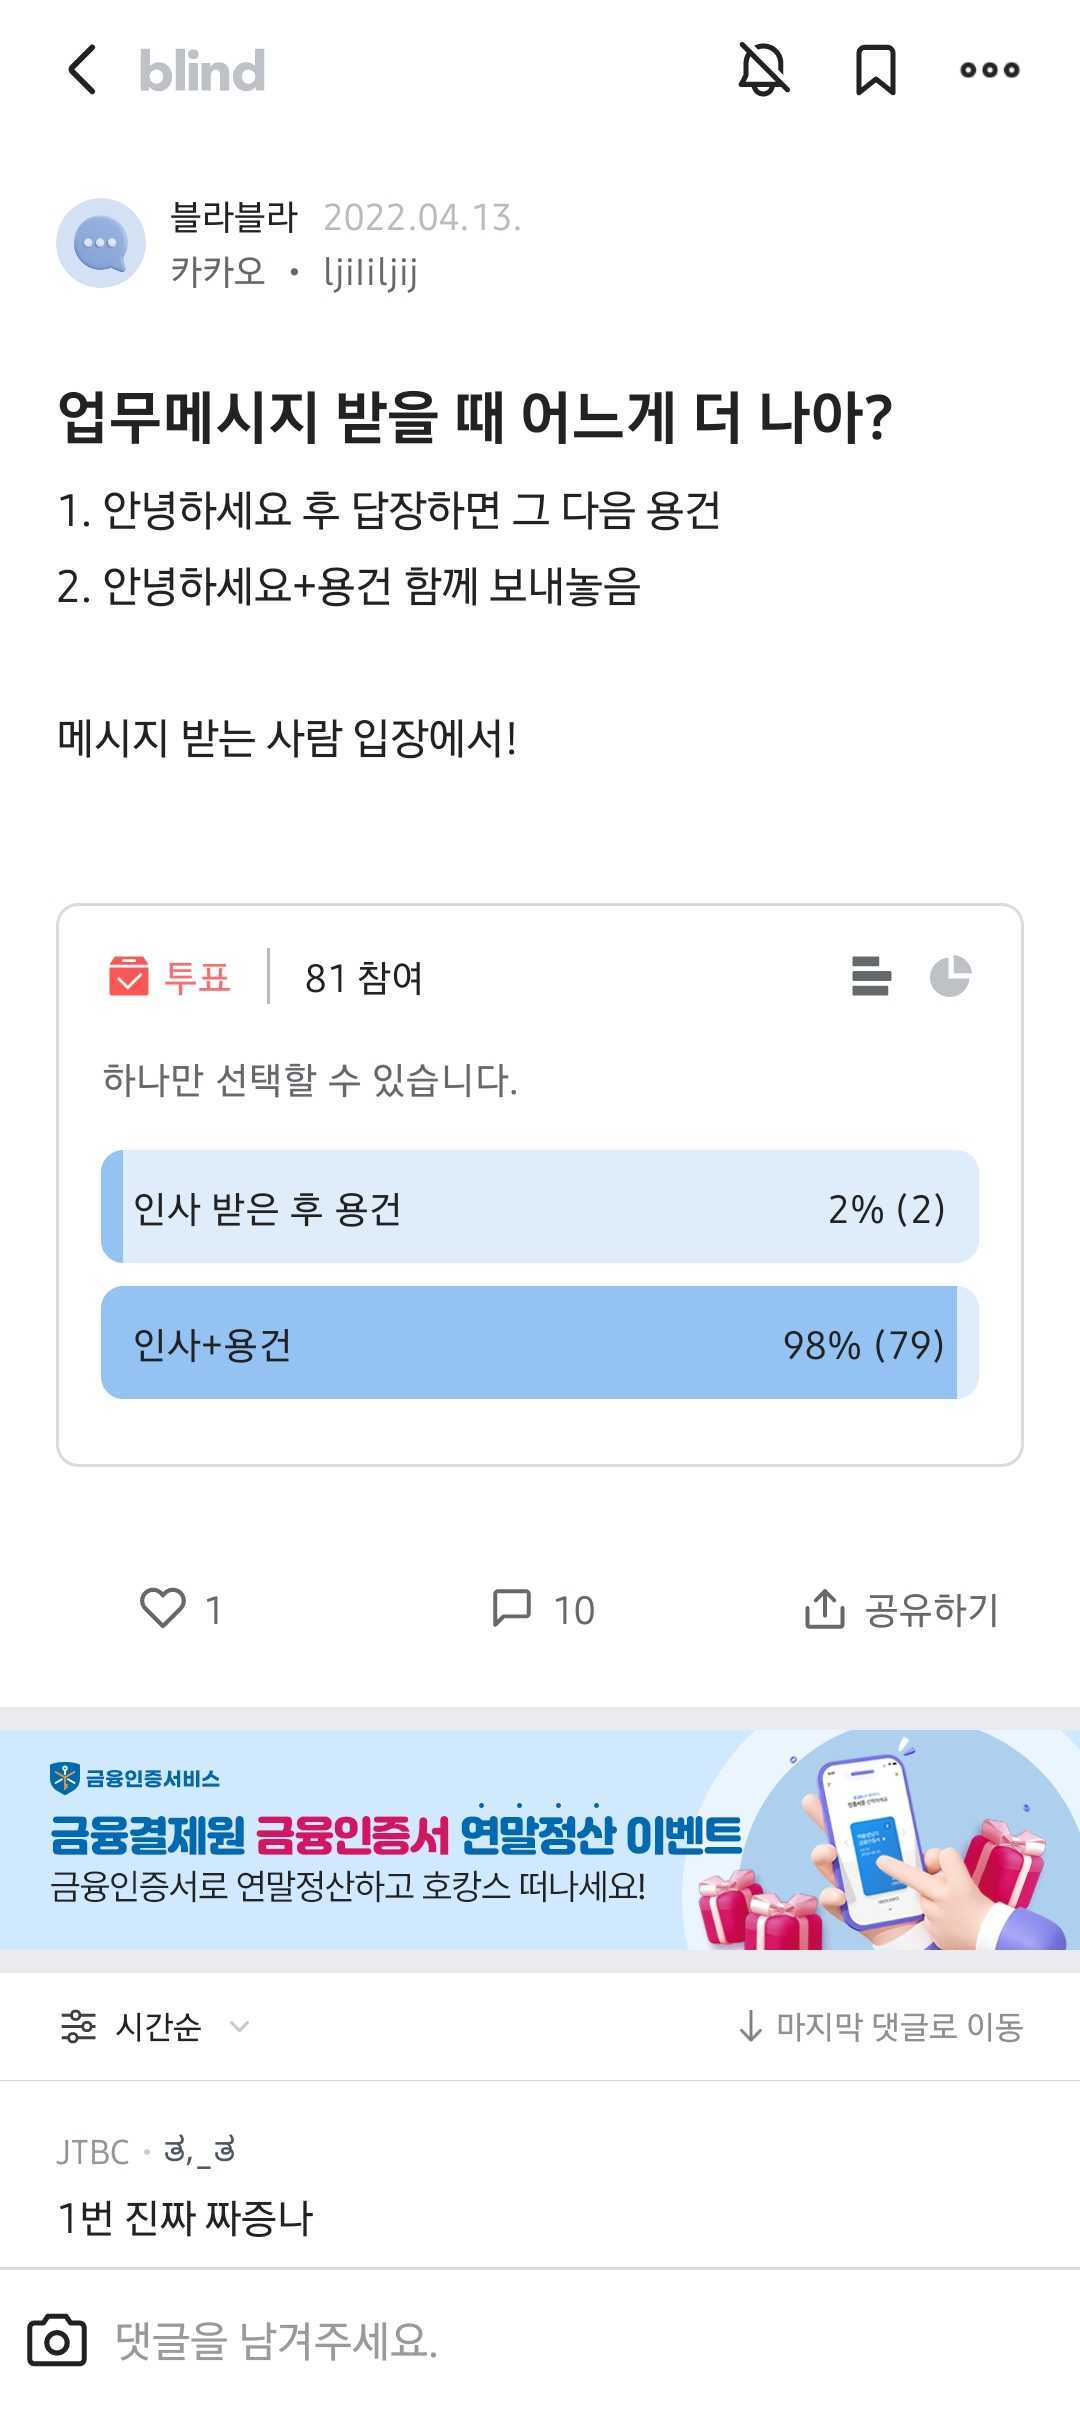 blind
블라블라 2022.04.13.
카카오 • ljiIiljij
업무메시지 받을 때 어느게 더 나아?
1. 안녕하세요 후 답장하면 그 다음 용건
2. 안녕하세요+용건 함께 보내놓음
메시지 받는 사람 입장에서!
투표 81 참여
하나만 선택할 수 있습니다.
인사 받은 후 용건 2% (2)
인사+용건 98% (79)
1 10 공유하기
금융인증서비스
금융결제원 금융인증서 연말정산 이벤트
금융인증서로 연말정산하고 호캉스 떠나세요!
시간순 마지막 댓글로 이동
JTBC • ತ,_ತ
1번 진짜 짜증나
댓글을 남겨주세요.